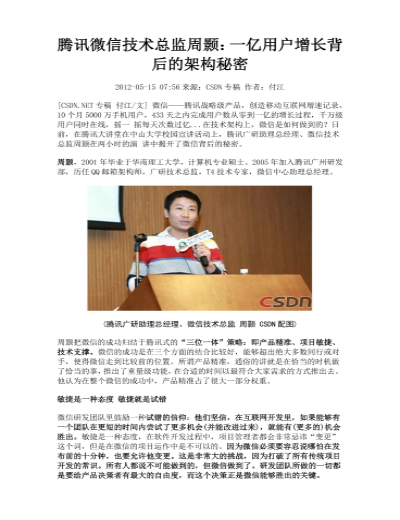 腾讯微信技术总监周颢：一亿用户增长背
后的架构秘密
2012-05-15 07:56 来源：CSDN 专稿 作者：付江
[CSDN.NET 专稿 付江/文] 微信——腾讯战略级产品，创造移动互联网增速记录，
10 个月 5000 万手机用户，433 天之内完成用户数从零到一亿的增长过程，千万级
用户同时在线，摇一 摇每天次数过亿...在技术架构上，微信是如何做到的？日
前，在腾讯大讲堂在中山大学校园宣讲活动上，腾讯广研助理总经理、微信技术
总监周颢在两小时的演 讲中揭开了微信背后的秘密。
周颢，2001 年毕业于华南理工大学，计算机专业硕士。2005 年加入腾讯广州研发
部，历任 QQ 邮箱架构师，广研技术总监，T4 技术专家，微信中心助理总经理。
CSDN
(腾讯广研助理总经理、微信技术总监 周颢 CSDN 配图)
周颢把微信的成功归结于腾讯式的“三位一体”策略：即产品精准、项目敏捷、
技术支撑。微信的成功是在三个方面的结合比较好，能够超出绝大多数同行或对
手，使得微信走到比较前的位置。所谓产品精准，通俗的讲就是在恰当的时机做
了恰当的事，推出了重量级功能，在合适的时间以最符合大家需求的方式推出去。
他认为在整个微信的成功中，产品精准占了很大一部分权重。
敏捷是一种态度 敏捷就是试错
微信研发团队里鼓励一种试错的信仰：他们坚信，在互联网开发里，如果能够有
一个团队在更短的时间内尝试了更多机会(并能改进过来)，就能有(更多的)机会
胜出。敏捷是一种态度，在软件开发过程中，项目管理者都会非常忌讳“变更”
这个词，但是在微信的项目运作中是不可以的。因为微信必须要容忍说哪怕在发
布前的十分钟，也要允许他变更。这是非常大的挑战，因为打破了所有传统项目
开发的常识。所有人都说不可能做到的，但微信做到了。研发团队所做的一切都
是要给产品决策者有最大的自由度，而这个决策正是微信能够胜出的关键。